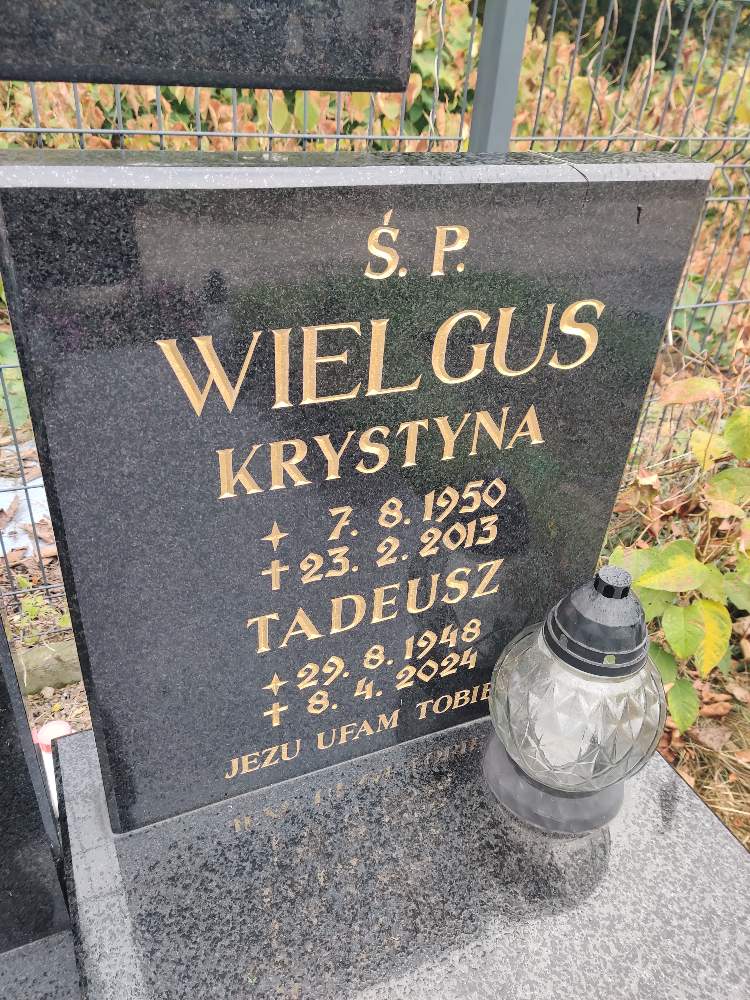 Ś. P.
WIELGUS
KRYSTYNA
7. 8. 1950
23. 2. 2013
TADEUSZ
29. 8. 1948
8. 4. 2024
JEZU UFAM TOBIE